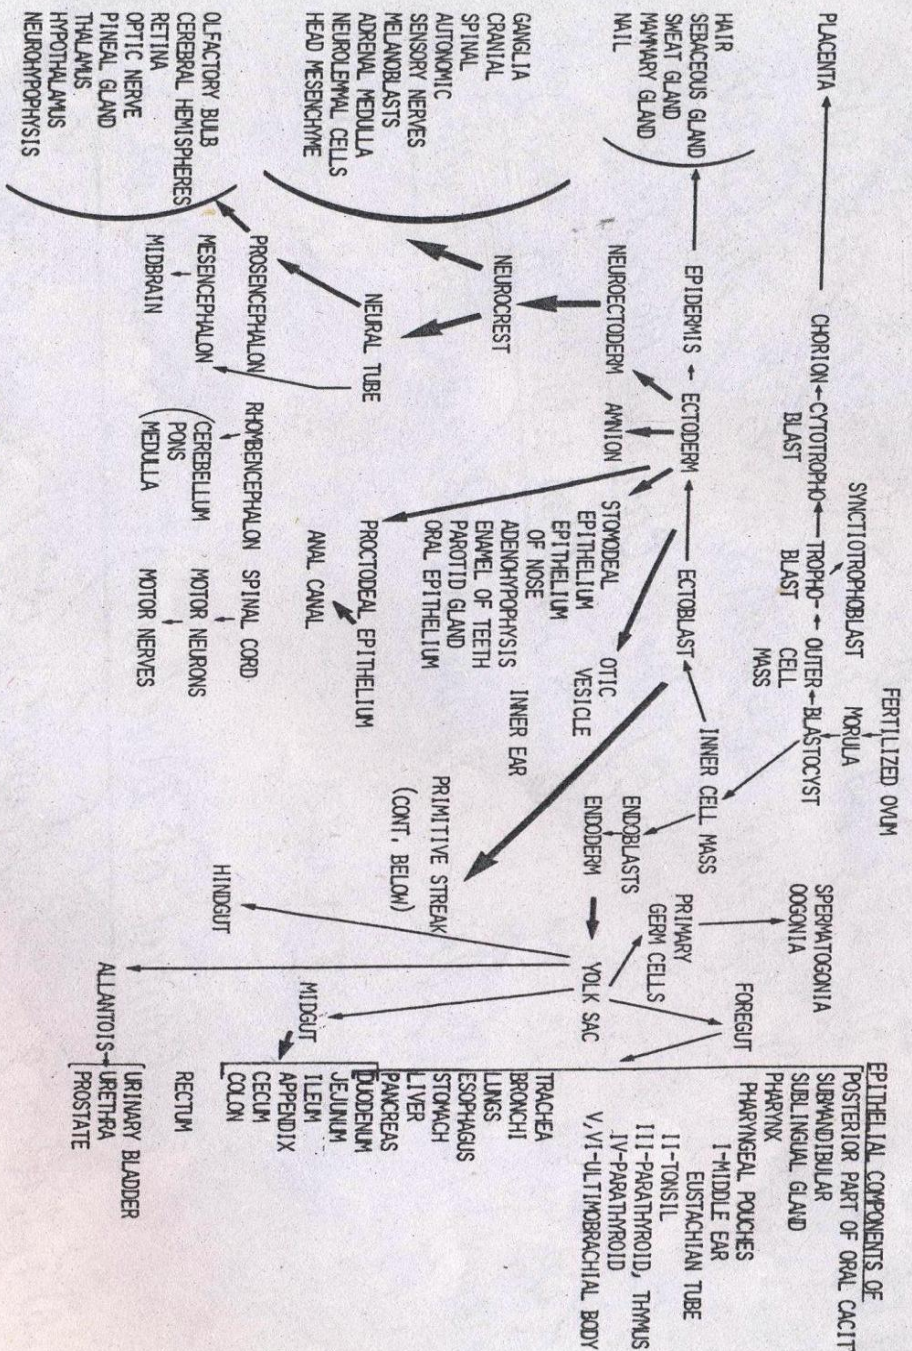 FERTILIZED OVUM
MORULA
BLASTOCYST
OUTER
CELL
MASS
TROPHO-
BLAST
SYNCTIOTROPHOBLAST
CYTOTROPHO
BLAST
CHORION
PLACENTA
INNER CELL MASS
ECTOBLAST
ENDOBLASTS
ENDODERM
YOLK SAC
PRIMARY
GERM CELLS
SPERMATOGONIA
OOGONIA
ECTODERM
EPIDERMIS
HAIR
SEBACEOUS GLAND
SWEAT GLAND
MAMMARY GLAND
NAIL
NEUROECTODERM
AMNION
STOMODEAL
EPITHELIUM
EPITHELIUM
OF NOSE
ADENOHYPOPHYSIS
ENAMEL OF TEETH
PAROTID GLAND
ORAL EPITHELIUM
OTIC
VESICLE
INNER EAR
PRIMITIVE STREAK
(CONT. BELOW)
PROCTODEAL EPITHELIUM
ANAL CANAL
NEUROCREST
GANGLIA
CRANIAL
SPINAL
AUTONOMIC
SENSORY NERVES
MELANOBLASTS
ADRENAL MEDULLA
NEUROLEMMAL CELLS
HEAD MESENCHYME
NEURAL TUBE
PROSENCEPHALON
OLFACTORY BULB
CEREBRAL HEMISPHERES
RETINA
OPTIC NERVE
PINEAL GLAND
THALAMUS
HYPOTHALAMUS
NEUROHYPOPHYSIS
MESENCEPHALON
MIDBRAIN
RHOMBENCEPHALON
(CEREBELLUM
PONS
MEDULLA)
SPINAL CORD
MOTOR NEURONS
MOTOR NERVES
FOREGUT
MIDGUT
HINDGUT
ALLANTOIS
EPITHELIAL COMPONENTS OF
POSTERIOR PART OF ORAL CACIT
SUBMANDIBULAR
SUBLINGUAL GLAND
PHARYNX
PHARYNGEAL POUCHES
I-MIDDLE EAR
EUSTACHIAN TUBE
II-TONSIL
III-PARATHYROID, THYMUS
IV-PARATHYROID
V,VI-ULTIMOBRACHIAL BODY
TRACHEA
BRONCHI
LUNGS
ESOPHAGUS
STOMACH
LIVER
PANCREAS
DUODENUM
JEJUNUM
ILEUM
APPENDIX
CECUM
COLON
RECTUM
URINARY BLADDER
URETHRA
PROSTATE